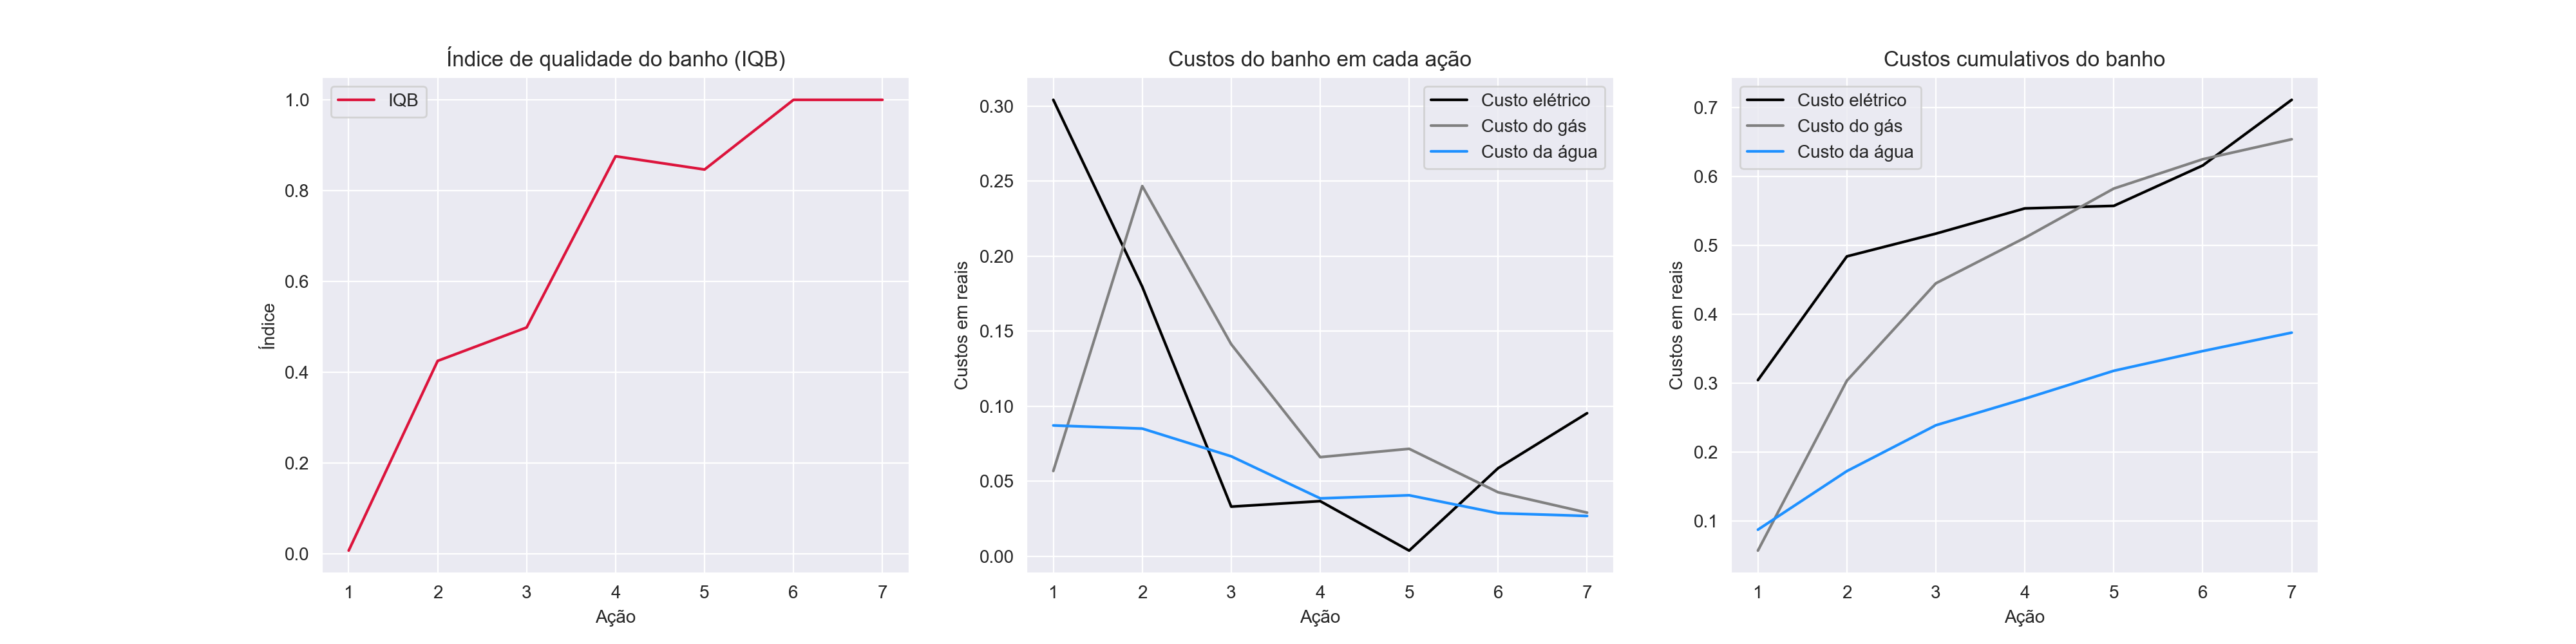 Índice de qualidade do banho (IQB)
IQB
1.0
0.8
0.6
0.4
0.2
0.0
Índice
1 2 3 4 5 6 7
Ação
Custos do banho em cada ação
Custo elétrico
Custo do gás
Custo da água
0.30
0.25
0.20
0.15
0.10
0.05
0.00
Custos em reais
1 2 3 4 5 6 7
Ação
Custos cumulativos do banho
Custo elétrico
Custo do gás
Custo da água
0.7
0.6
0.5
0.4
0.3
0.2
0.1
Custos em reais
1 2 3 4 5 6 7
Ação